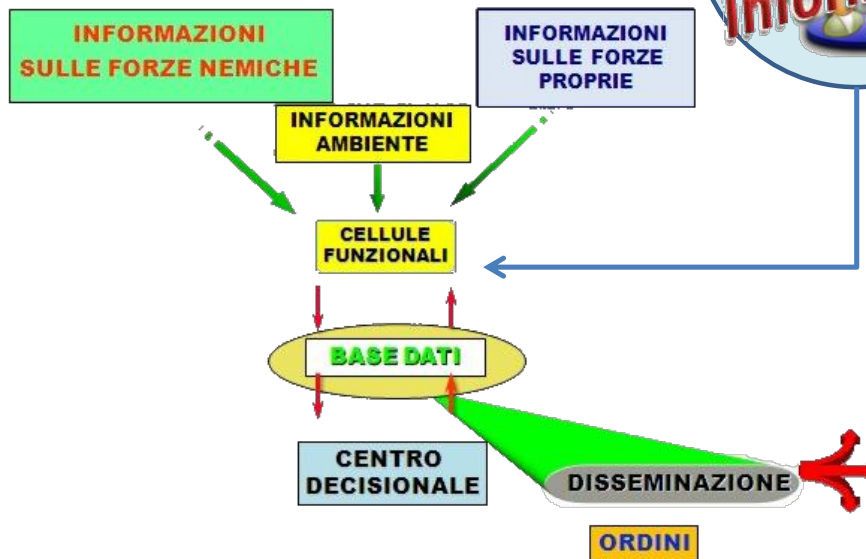 INFORMAZIONI
SULLE FORZE NEMICHE
INFORMAZIONI
SULLE FORZE
PROPRIE
INFORMAZIONI
AMBIENTE
CELLULE
FUNZIONALI
BASE DATI
CENTRO
DECISIONALE
DISSEMINAZIONE
ORDINI